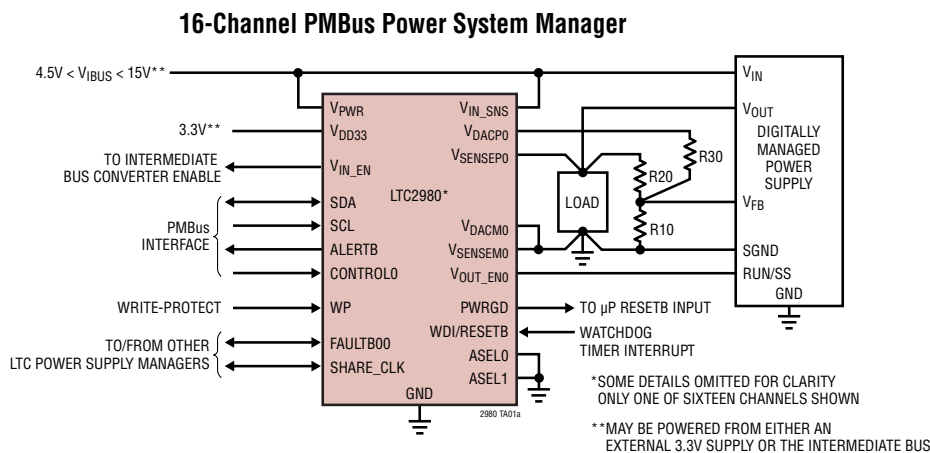 16-Channel PMBus Power System Manager
4.5V < VIBUS < 15V**
3.3V**
TO INTERMEDIATE
BUS CONVERTER ENABLE
PMBus
INTERFACE
WRITE-PROTECT
TO/FROM OTHER
LTC POWER SUPPLY MANAGERS
VPWR
VDD33
VIN_EN
SDA
SCL
ALERTB
CONTROL0
WP
FAULTB00
SHARE_CLK
GND
LTC2980*
VIN_SNS
VDACP0
VSENSEP0
VDACM0
VSENSEM0
VOUT_EN0
PWRGD
WDI/RESETB
ASEL0
ASEL1
2980 TA01a
LOAD
R20
R30
R10
VIN
VOUT
DIGITALLY
MANAGED
POWER
SUPPLY
VFB
SGND
RUN/SS
GND
TO µP RESETB INPUT
WATCHDOG
TIMER INTERRUPT
*SOME DETAILS OMITTED FOR CLARITY
ONLY ONE OF SIXTEEN CHANNELS SHOWN
**MAY BE POWERED FROM EITHER AN
EXTERNAL 3.3V SUPPLY OR THE INTERMEDIATE BUS